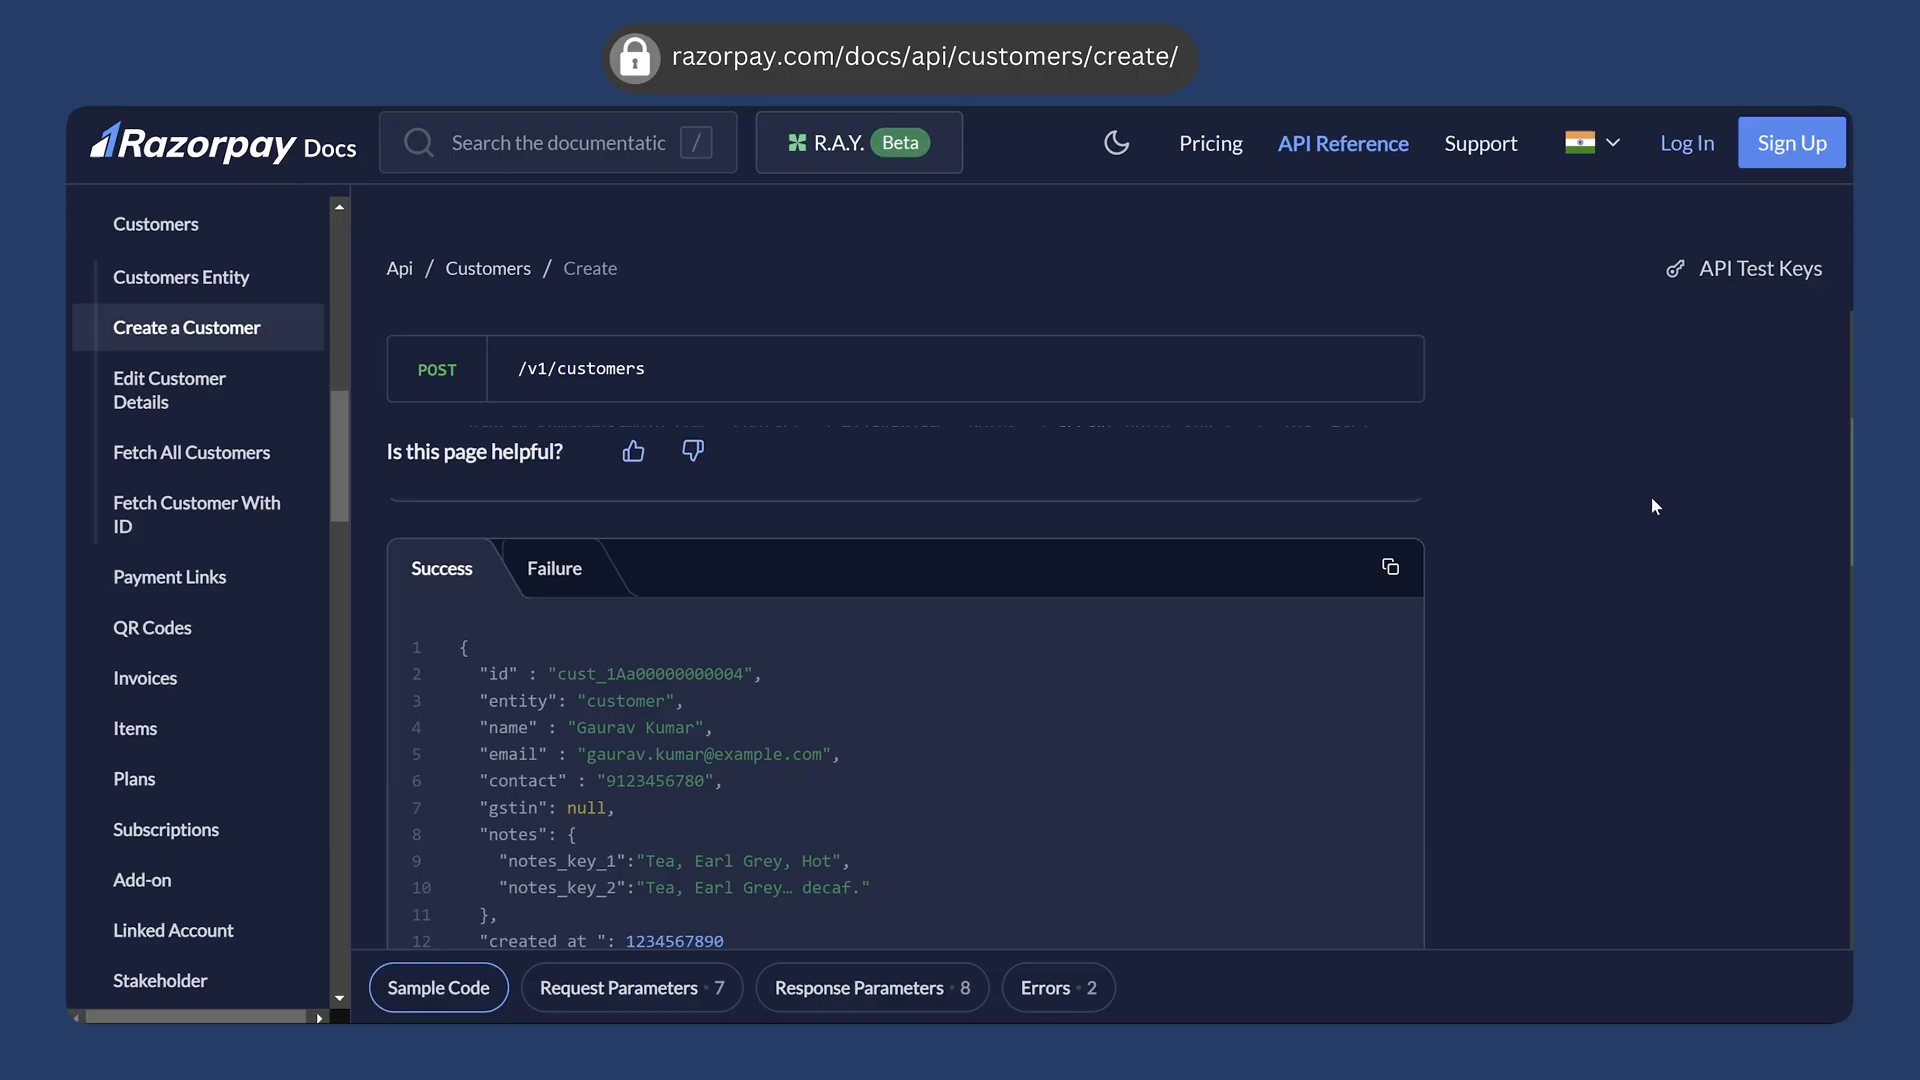 razorpay.com/docs/api/customers/create/
Razorpay Docs
Search the documentatic /
R.A.Y. Beta
Pricing
API Reference
Support
Log In
Sign Up
Customers
Customers Entity
Create a Customer
Edit Customer
Details
Fetch All Customers
Fetch Customer With
ID
Payment Links
QR Codes
Invoices
Items
Plans
Subscriptions
Add-on
Linked Account
Stakeholder
Api / Customers / Create
API Test Keys
POST /v1/customers
Is this page helpful?
Success Failure
1 {
2 "id" : "cust_1Aa00000000004",
3 "entity": "customer",
4 "name" : "Gaurav Kumar",
5 "email" : "gaurav.kumar@example.com",
6 "contact" : "9123456780",
7 "gstin": null,
8 "notes": {
9 "notes_key_1":"Tea, Earl Grey, Hot",
10 "notes_key_2":"Tea, Earl Grey… decaf."
11 },
12 "created at ": 1234567890
Sample Code
Request Parameters · 7
Response Parameters · 8
Errors · 2